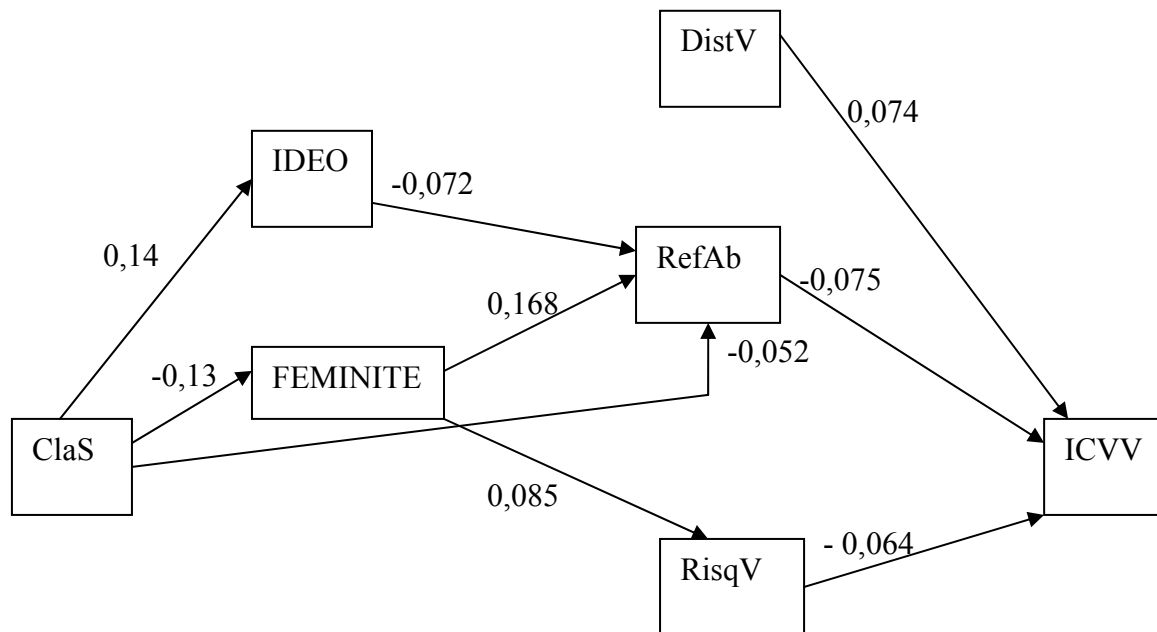 DistV
0,074
IDEO
-0,072
0,14
RefAb
-0,075
0,168
-0,052
-0,13
FEMINITE
ClaS
ICVV
0,085
- 0,064
RisqV